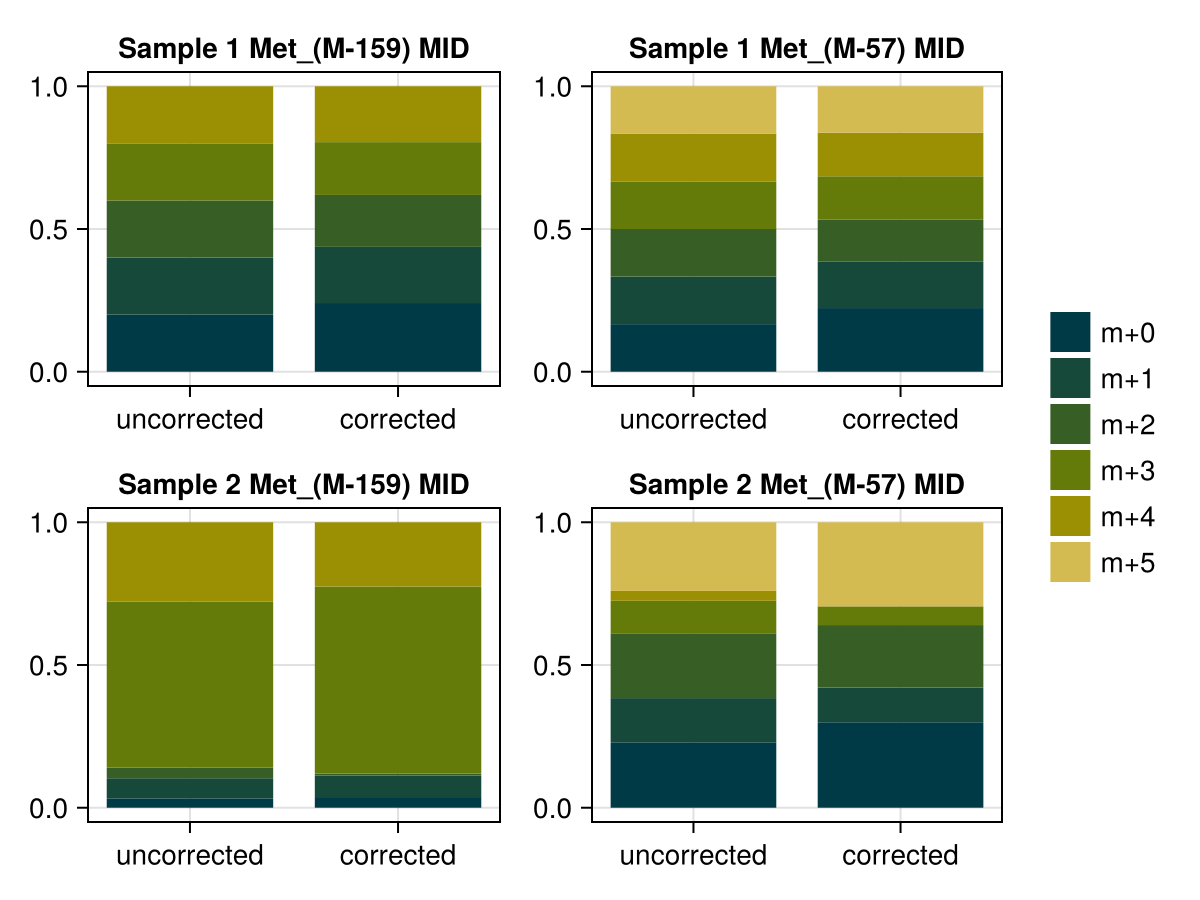 Sample 1 Met_(M-159) MID
1.0
0.5
0.0
uncorrected corrected
Sample 1 Met_(M-57) MID
1.0
0.5
0.0
uncorrected corrected
Sample 2 Met_(M-159) MID
1.0
0.5
0.0
uncorrected corrected
Sample 2 Met_(M-57) MID
1.0
0.5
0.0
uncorrected corrected
m+0
m+1
m+2
m+3
m+4
m+5